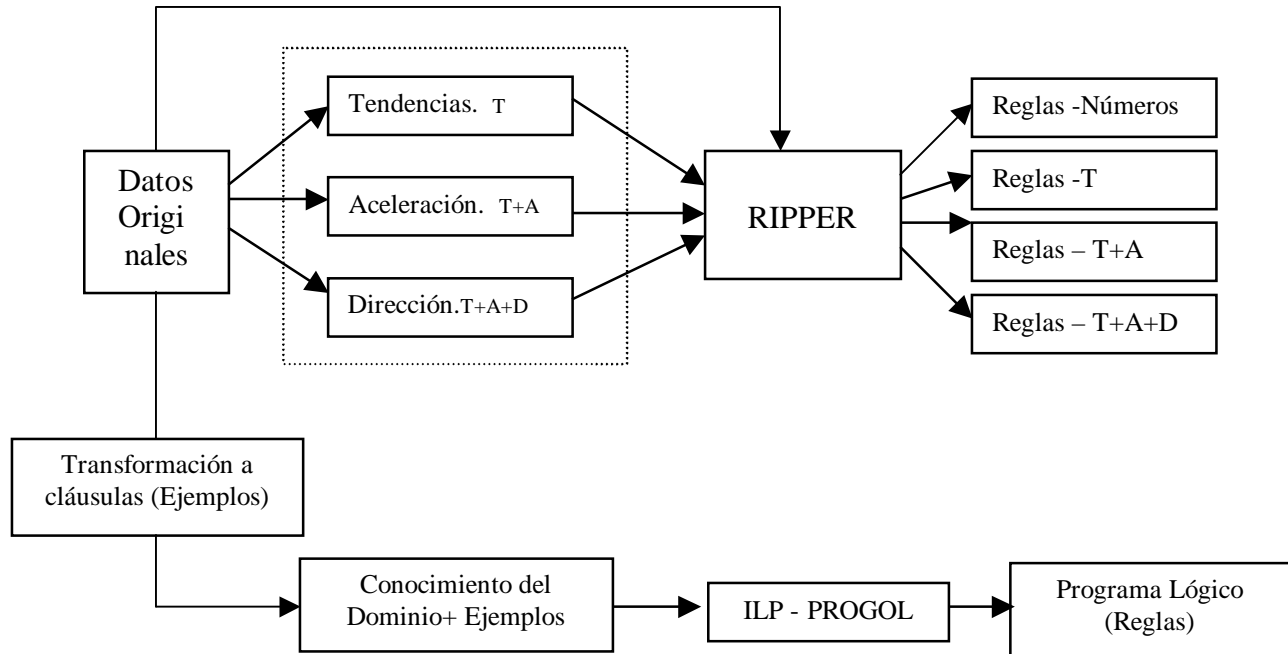 Tendencias. T
Reglas -Números
Datos
Origi
nales
Aceleración. T+A
RIPPER
Reglas -T
Reglas – T+A
Dirección.T+A+D
Reglas – T+A+D
Transformación a
cláusulas (Ejemplos)
Conocimiento del
Dominio+ Ejemplos
ILP - PROGOL
Programa Lógico
(Reglas)